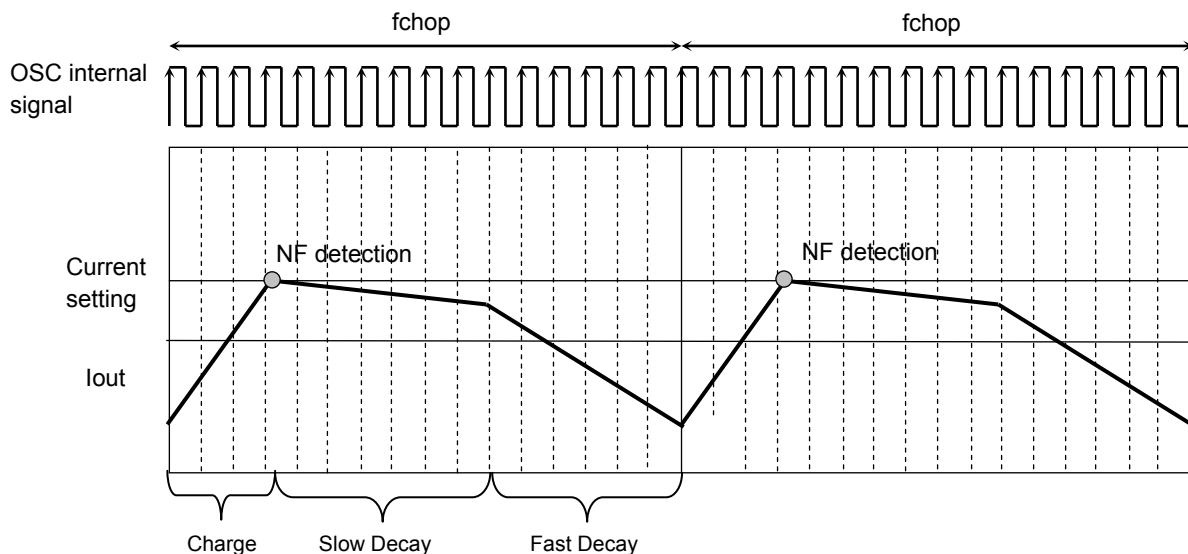 fchop
fchop
OSC internal
signal
NF detection
NF detection
Current
setting
Iout
Charge
Slow Decay
Fast Decay